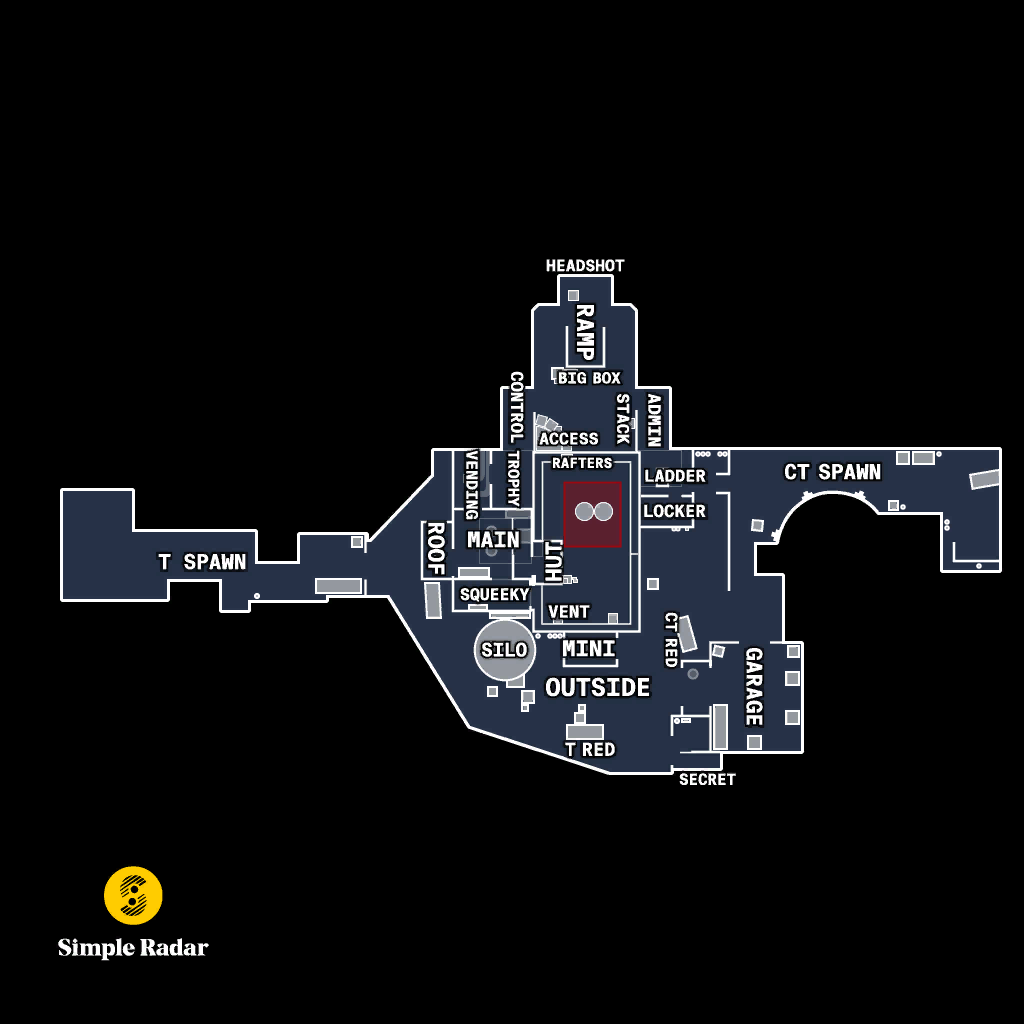 HEADSHOT
RAMP
BIG BOX
CONTROL
STACK
ADMIN
ACCESS
VENDING
TROPHY
RAFTERS
LADDER
CT SPAWN
LOCKER
ROOF
MAIN
HUT
T SPAWN
SQUEEKY
VENT
CT RED
SILO
MINI
GARAGE
OUTSIDE
T RED
SECRET
Simple Radar